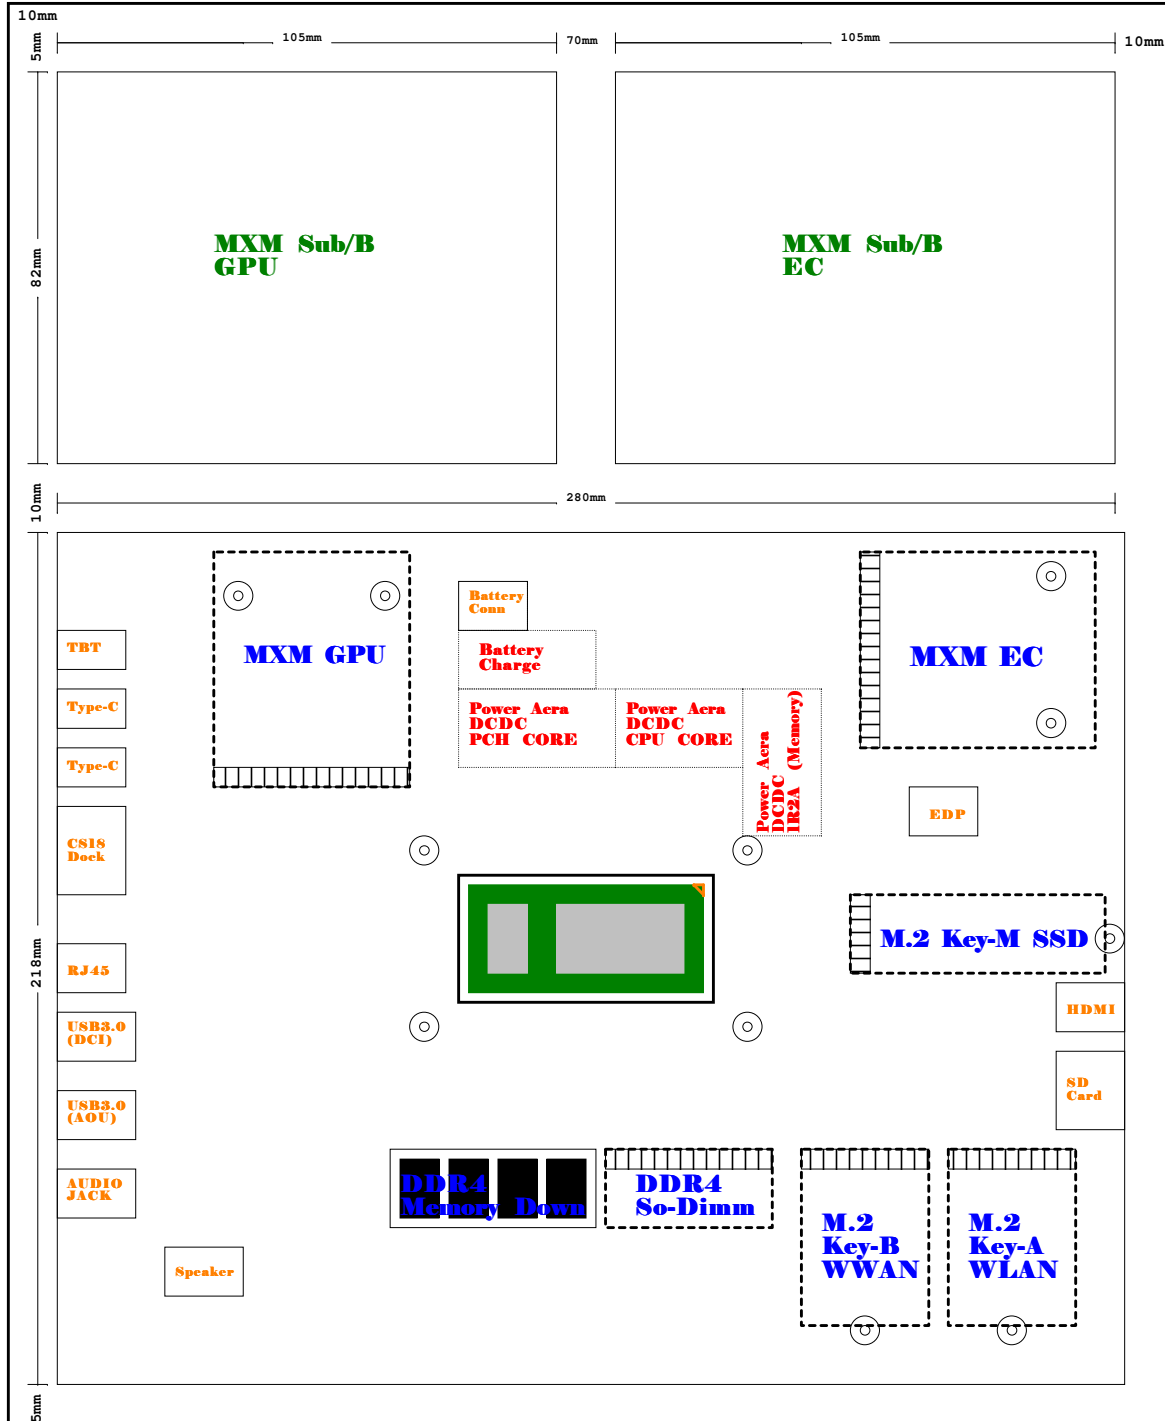 10mm
5mm
105mm
70mm
105mm
10mm
82mm
MXM Sub/B
GPU
MXM Sub/B
EC
10mm
280mm
218mm
Battery
Conn
TBT
MXM GPU
Battery
Charge
MXM EC
Type-C
Power Aera
DCDC
PCH CORE
Power Aera
DCDC
CPU CORE
Power Aera
DCDC
1R2A (Memory)
Type-C
EDP
CS18
Dock
M.2 Key-M SSD
RJ45
HDMI
USB3.0
(DCI)
SD
Card
USB3.0
(AOU)
AUDIO
JACK
DDR4
Memory Down
DDR4
So-Dimm
M.2
Key-B
WWAN
M.2
Key-A
WLAN
Speaker
5mm